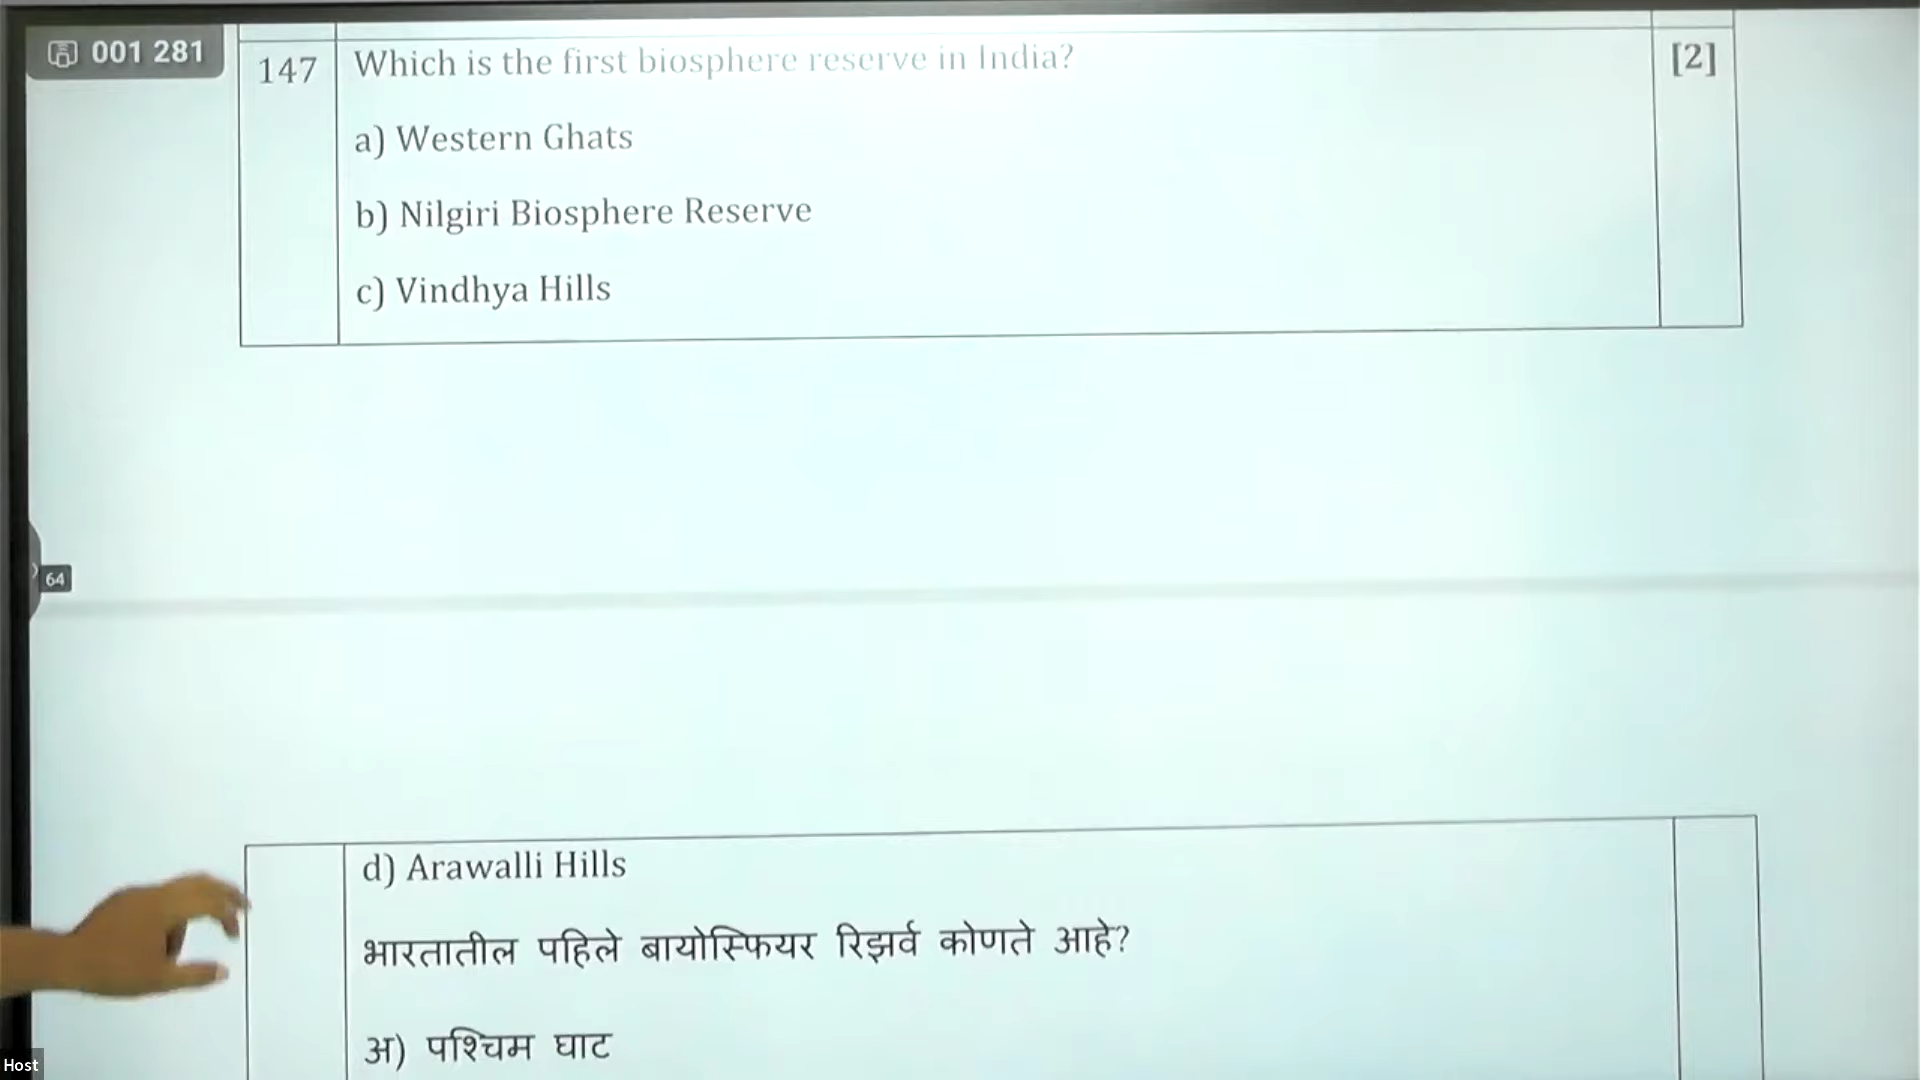 001 281
147 Which is the first biosphere reserve in India? [2]
a) Western Ghats
b) Nilgiri Biosphere Reserve
c) Vindhya Hills
64
d) Arawalli Hills
भारतातील पहिले बायोस्फियर रिझर्व कोणते आहे?
अ) पश्चिम घाट
Host